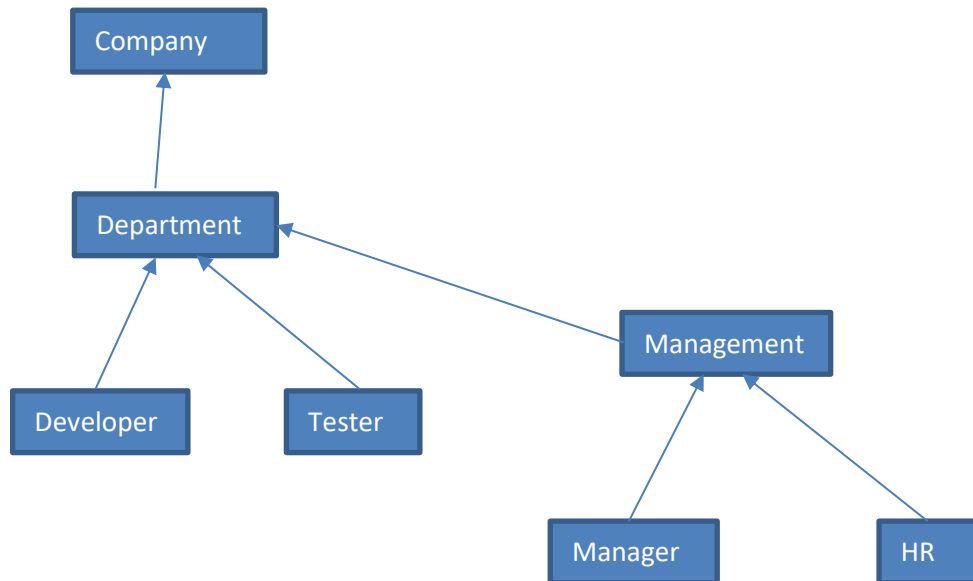 Company
Department
Management
Developer
Tester
Manager
HR